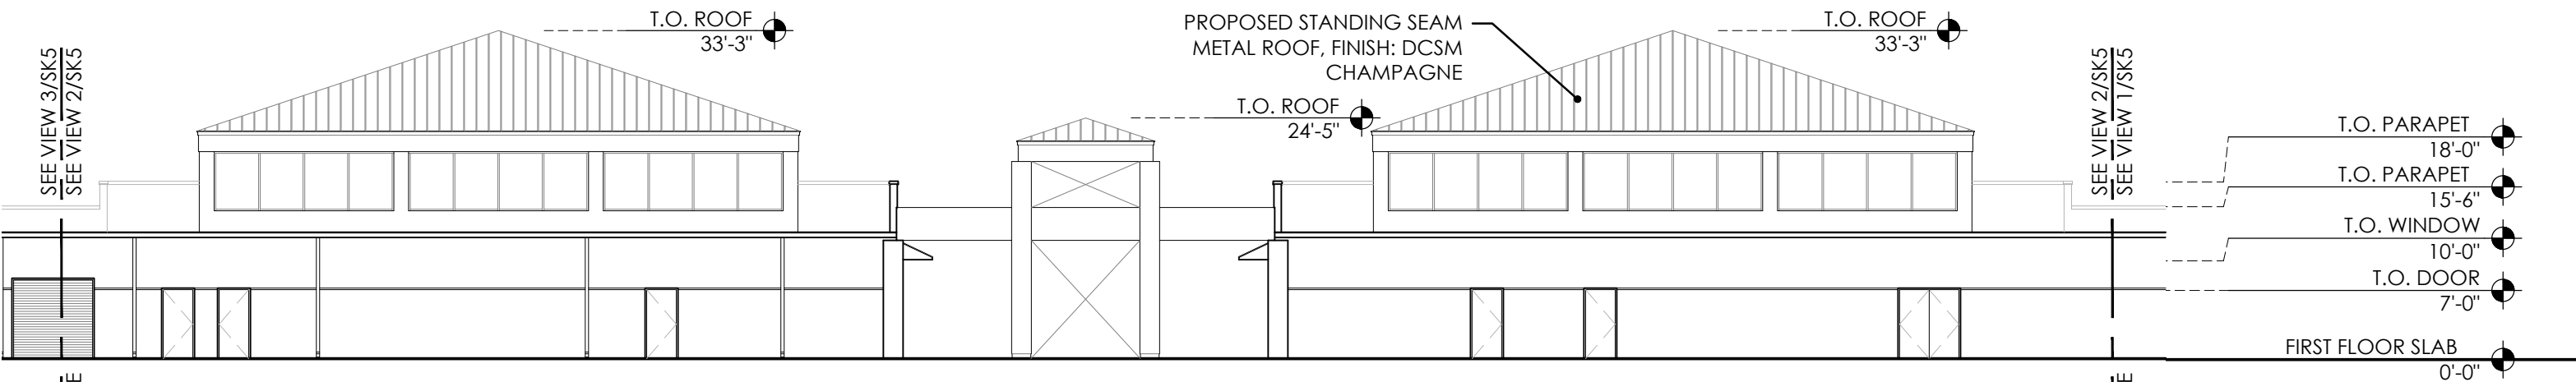 SEE VIEW 3/SK5
SEE VIEW 2/SK5
T.O. ROOF
33'-3"
T.O. ROOF
24'-5"
PROPOSED STANDING SEAM
METAL ROOF, FINISH: DCSM
CHAMPAGNE
T.O. ROOF
33'-3"
SEE VIEW 2/SK5
SEE VIEW 1/SK5
T.O. PARAPET
18'-0"
T.O. PARAPET
15'-6"
T.O. WINDOW
10'-0"
T.O. DOOR
7'-0"
FIRST FLOOR SLAB
0'-0"
E
E